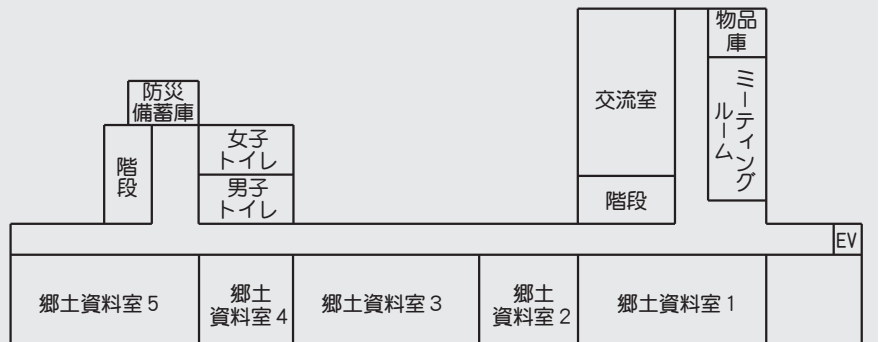 物品
庫
ミーティング
ルーム
交流室
階段
防災
備蓄庫
階段
女子
トイレ
男子
トイレ
EV
郷土資料室5
郷土
資料室4
郷土資料室3
郷土
資料室2
郷土資料室1